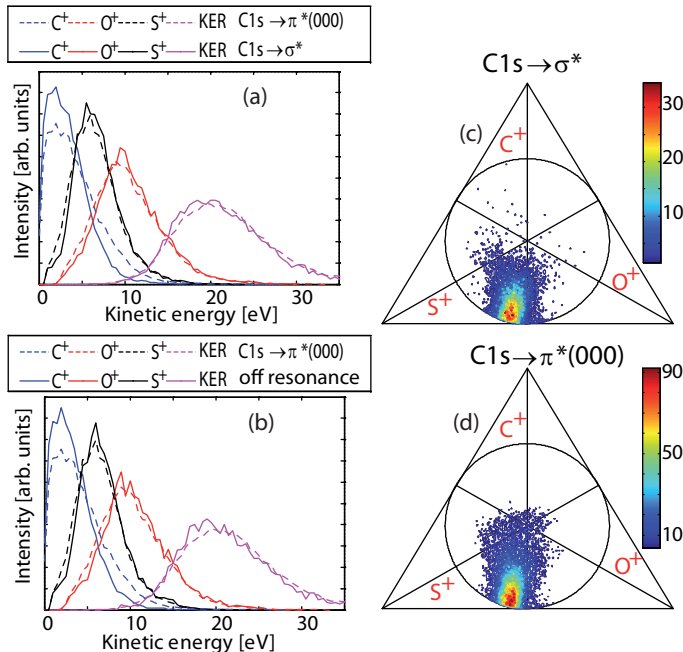 C⁺ O⁺ S⁺ KER C1s→π*(000)
C⁺ O⁺ S⁺ KER C1s→σ*
(a)
Intensity [arb. units]
0 10 20 30
Kinetic energy [eV]
C1s→σ*
(c)
C⁺
S⁺
O⁺
30
20
10
C⁺ O⁺ S⁺ KER C1s→π*(000)
C⁺ O⁺ S⁺ KER off resonance
(b)
Intensity [arb. units]
0 10 20 30
Kinetic energy [eV]
C1s→π*(000)
(d)
C⁺
S⁺
O⁺
90
70
50
30
10